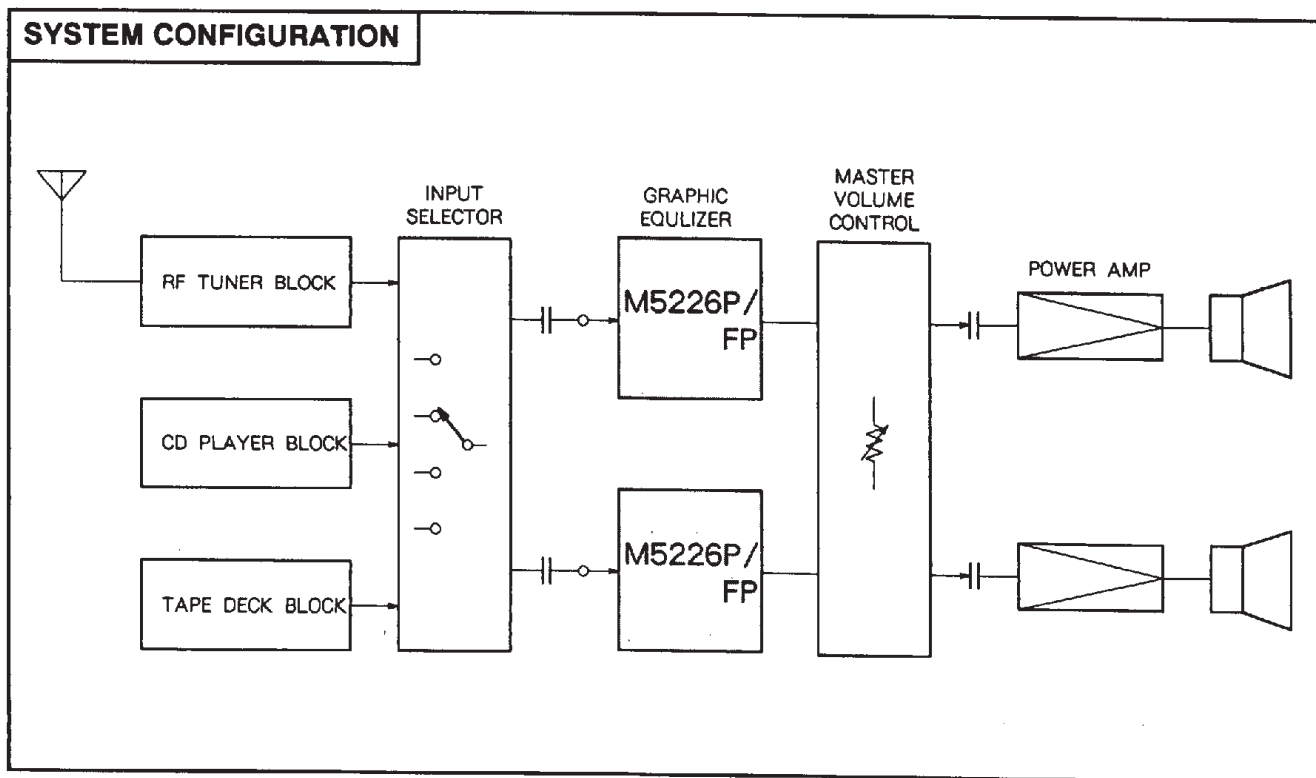 SYSTEM CONFIGURATION
INPUT
SELECTOR
GRAPHIC
EQULIZER
MASTER
VOLUME
CONTROL
RF TUNER BLOCK
M5226P/
FP
POWER AMP
CD PLAYER BLOCK
TAPE DECK BLOCK
M5226P/
FP